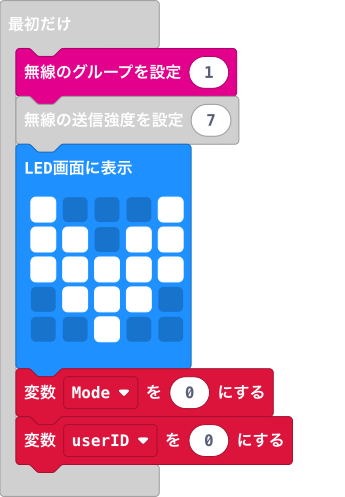 最初だけ
無線のグループを設定 1
無線の送信強度を設定 7
LED画面に表示
変数 Mode を 0 にする
変数 userID を 0 にする